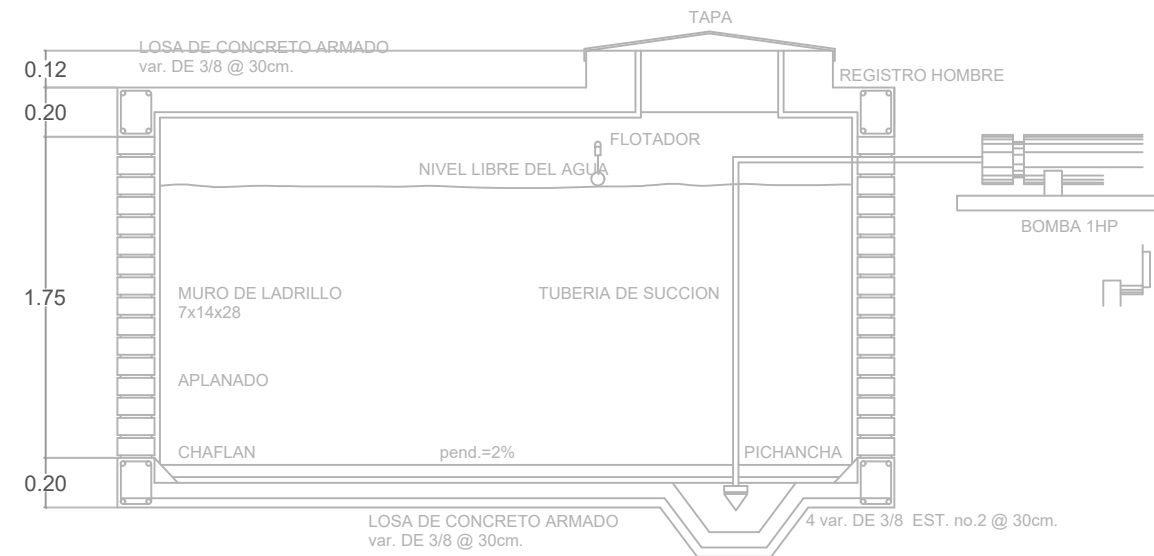 TAPA
LOSA DE CONCRETO ARMADO
var. DE 3/8 @ 30cm.
0.12
REGISTRO HOMBRE
0.20
FLOTADOR
NIVEL LIBRE DEL AGUA
BOMBA 1HP
1.75
MURO DE LADRILLO
7x14x28
TUBERIA DE SUCCION
APLANADO
CHAFLAN
pend.=2%
PICHANCHA
0.20
LOSA DE CONCRETO ARMADO
var. DE 3/8 @ 30cm.
4 var. DE 3/8 EST. no.2 @ 30cm.